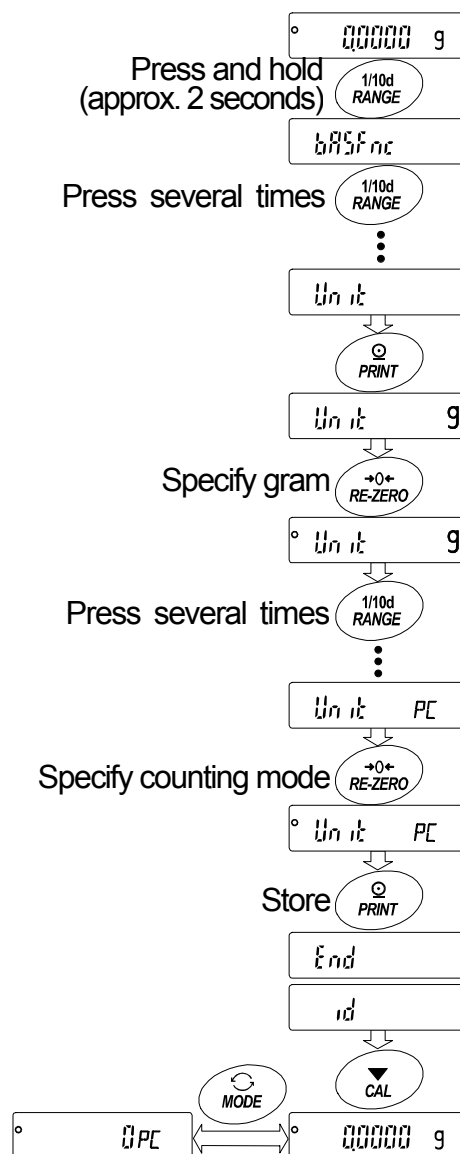 0.0000 g
Press and hold
(approx. 2 seconds)
1/10d
RANGE
bASFnc
Press several times
1/10d
RANGE
Unit
PRINT
Unit g
Specify gram
→0←
RE-ZERO
Unit g
Press several times
1/10d
RANGE
Unit PC
Specify counting mode
→0←
RE-ZERO
Unit PC
Store
PRINT
End
id
MODE
CAL
0 PC
0.0000 g